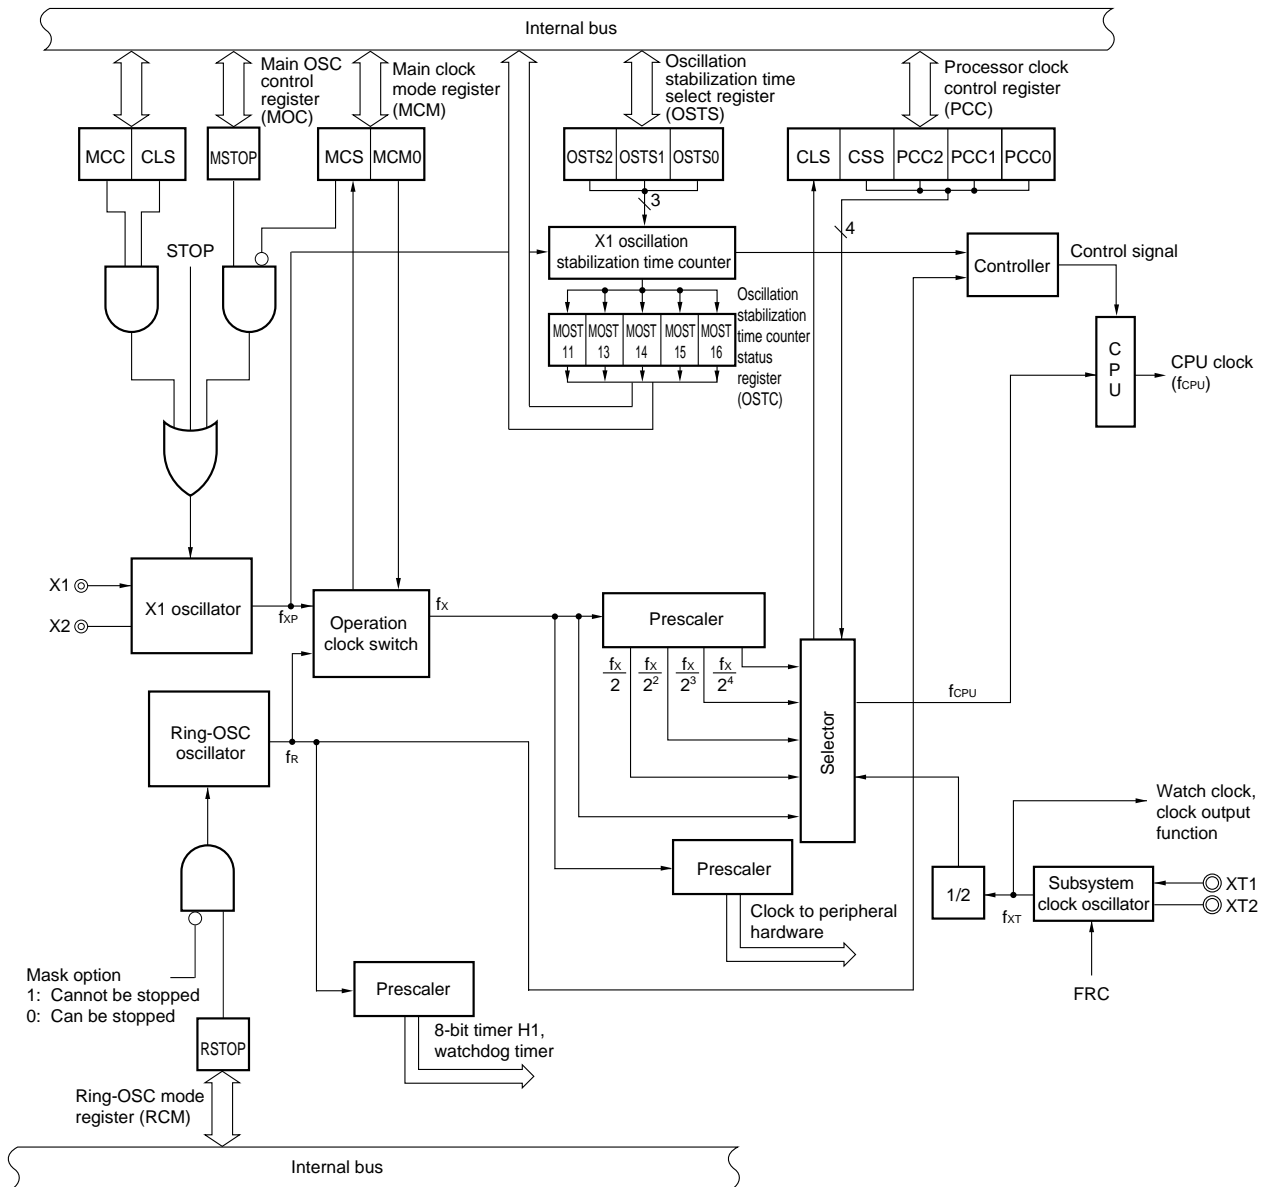 Internal bus
Main OSC
control
register
(MOC)
Main clock
mode register
(MCM)
Oscillation
stabilization time
select register
(OSTS)
Processor clock
control register
(PCC)
MCC CLS
MSTOP
MCS MCM0
OSTS2 OSTS1 OSTS0
CLS CSS PCC2 PCC1 PCC0
3
4
STOP
X1 oscillation
stabilization time counter
Controller
Control signal
MOST 11
MOST 13
MOST 14
MOST 15
MOST 16
Oscillation
stabilization
time counter
status
register
(OSTC)
CPU
CPU clock
(fCPU)
X1
X2
X1 oscillator
fXP
Operation
clock switch
fX
Prescaler
fX/2 fX/2² fX/2³ fX/2⁴
Selector
fCPU
Ring-OSC
oscillator
fR
Watch clock,
clock output
function
Prescaler
Clock to peripheral
hardware
1/2
fXT
Subsystem
clock oscillator
XT1
XT2
FRC
Mask option
1: Cannot be stopped
0: Can be stopped
Prescaler
8-bit timer H1,
watchdog timer
RSTOP
Ring-OSC mode
register (RCM)
Internal bus